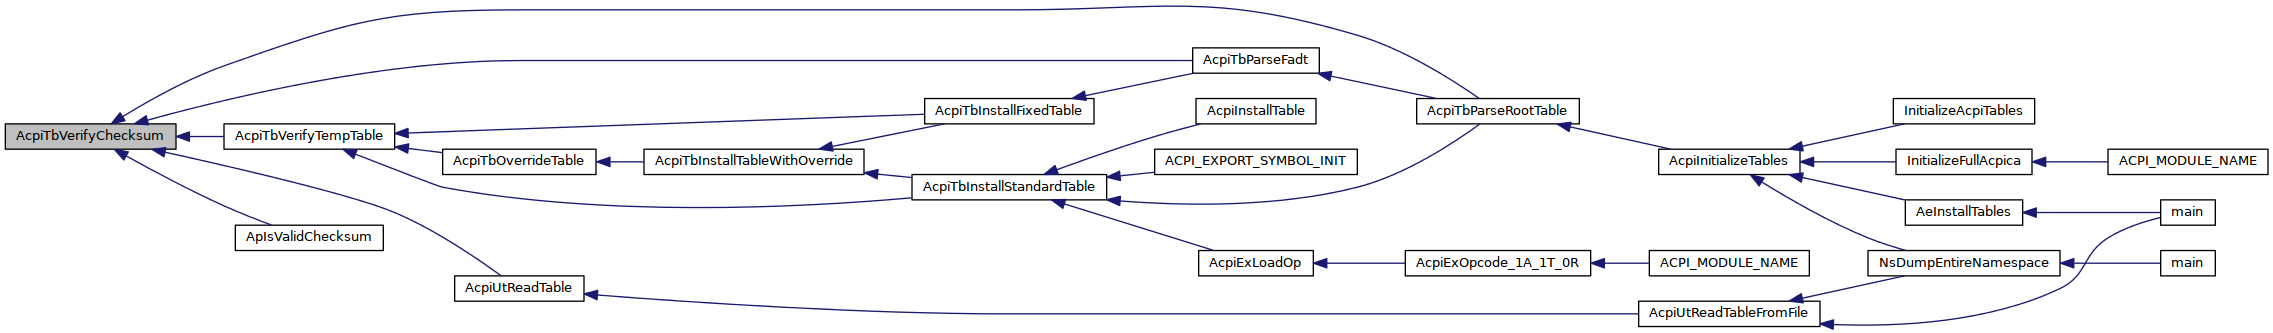 AcpiTbVerifyChecksum
AcpiTbVerifyTempTable
ApIsValidChecksum
AcpiTbOverrideTable
AcpiUtReadTable
AcpiTbInstallTableWithOverride
AcpiTbInstallFixedTable
AcpiTbInstallStandardTable
AcpiTbParseFadt
AcpiInstallTable
ACPI_EXPORT_SYMBOL_INIT
AcpiExLoadOp
AcpiTbParseRootTable
AcpiExOpcode_1A_1T_0R
AcpiInitializeTables
ACPI_MODULE_NAME
AcpiUtReadTableFromFile
InitializeAcpiTables
InitializeFullAcpica
AeInstallTables
NsDumpEntireNamespace
ACPI_MODULE_NAME
main
main